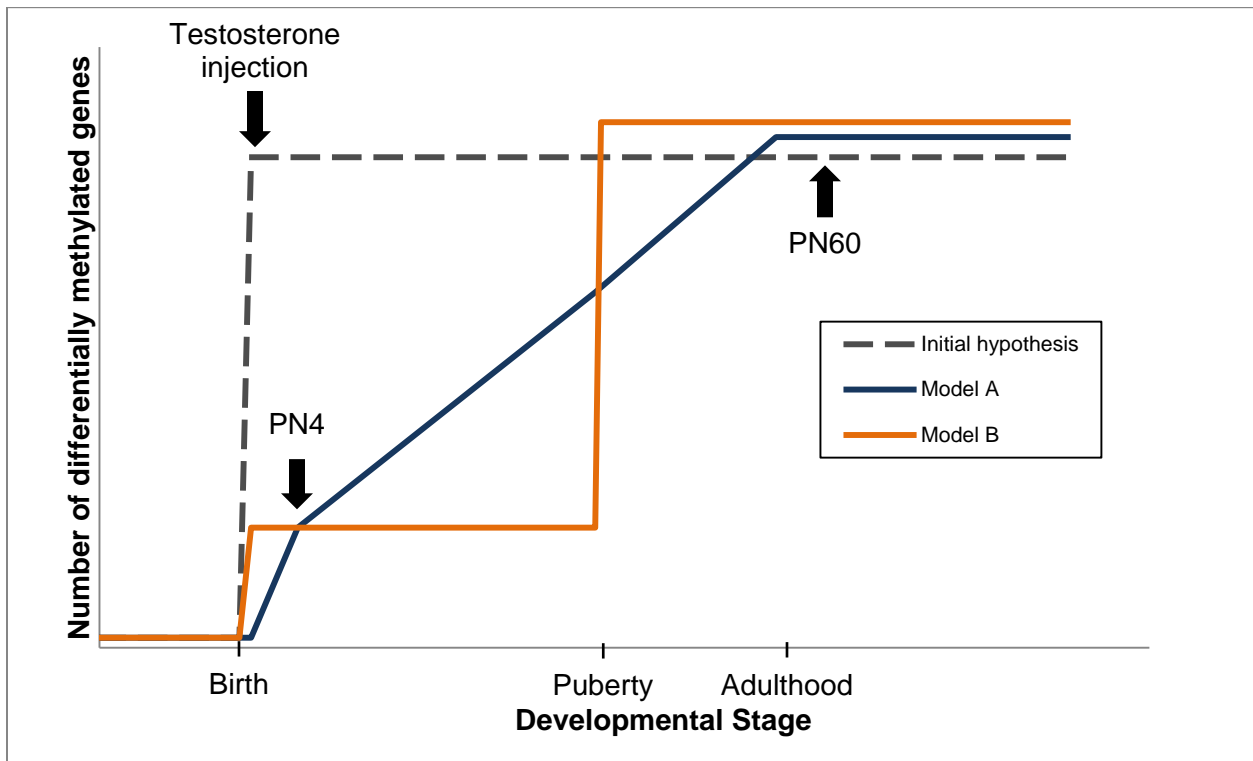 Testosterone
injection
Number of differentially methylated genes
PN4
PN60
Initial hypothesis
Model A
Model B
Birth
Puberty
Adulthood
Developmental Stage